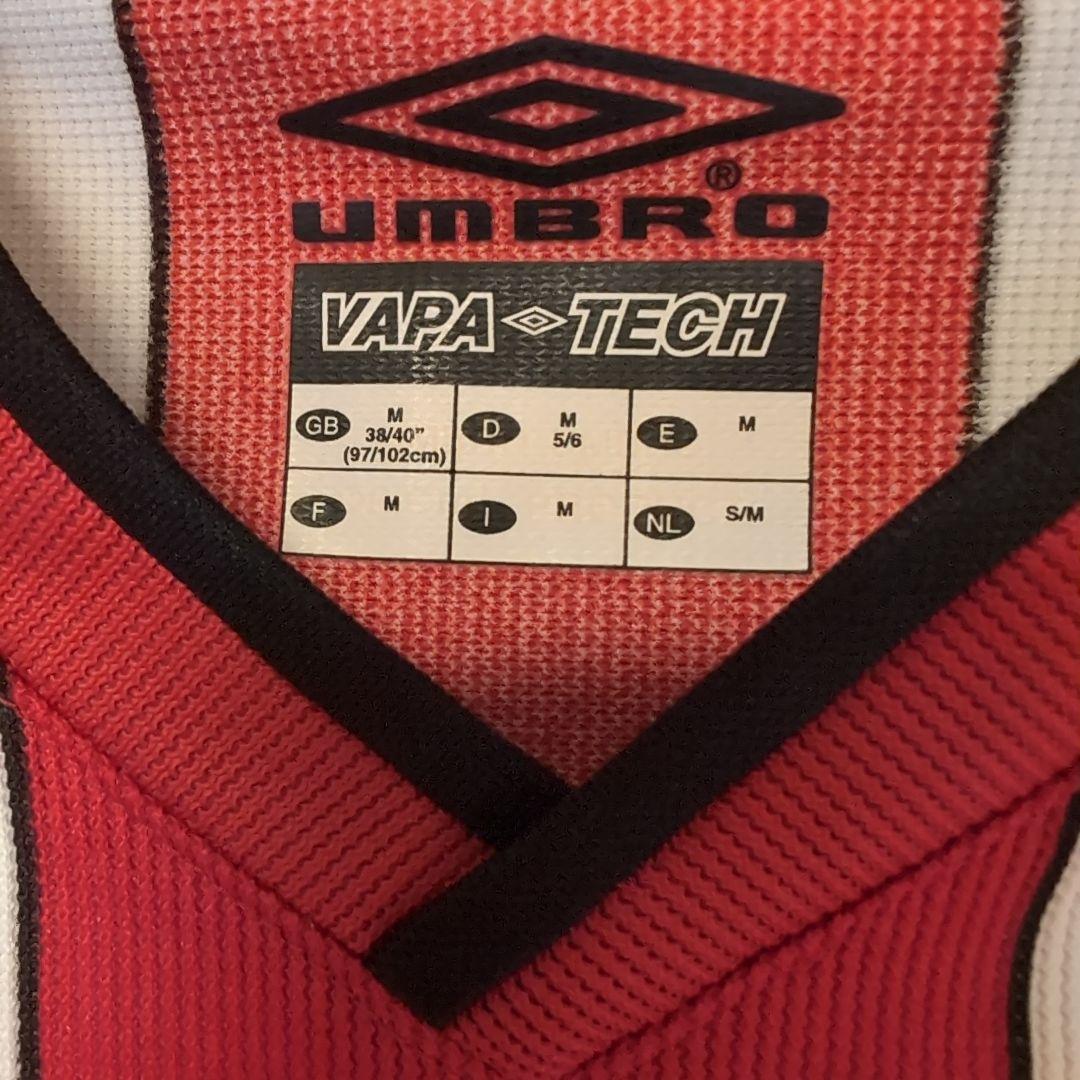 UMBRO®
VAPA TECH
GB M
38/40"
(97/102cm)
D M
5/6
E M
F M
I M
NL S/M